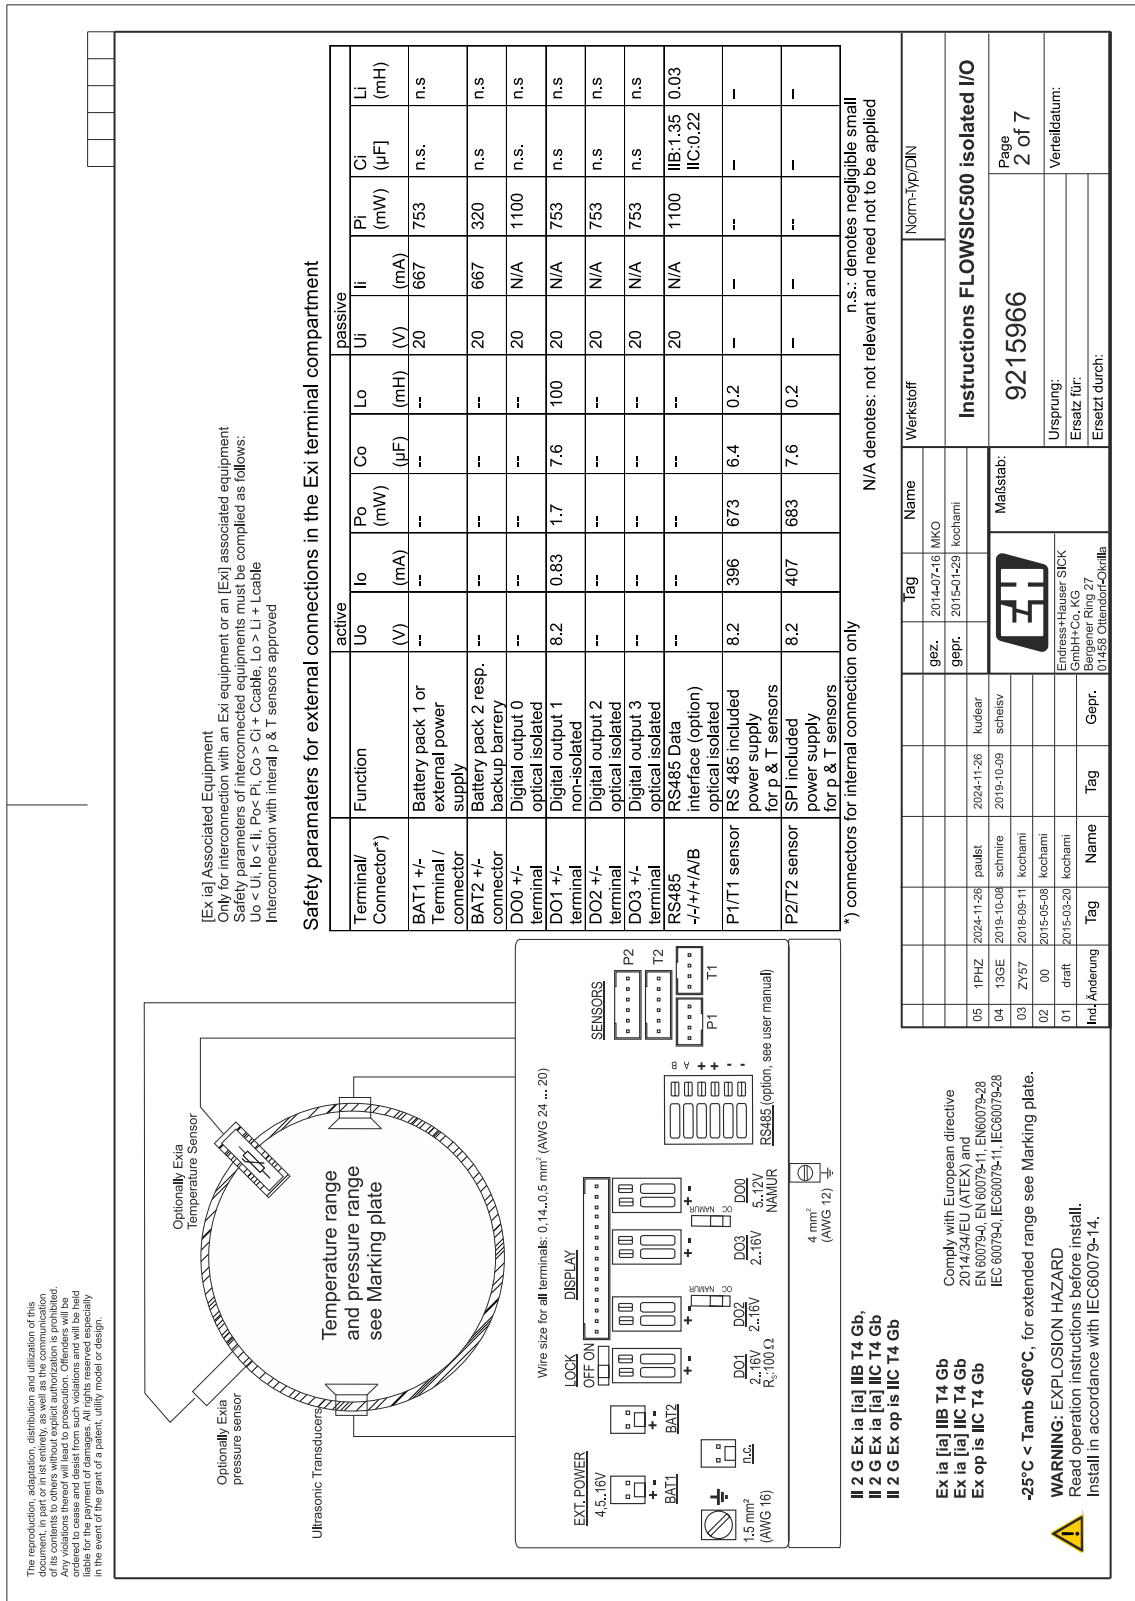 The reproduction, adaptation, distribution and utilization of this
document, in part or in ist entirety, as well as the communication
of its contents to others without explicit authorization is prohibited.
Any violations thereof will lead to prosecution. Offenders will be
ordered to cease and desist from such violations and will be held
liable for the payment of damages. All rights reserved especially
in the event of the grant of a patent, utility model or design.
Optionally Exia
pressure sensor
Optionally Exia
Temperature Sensor
Temperature range
and pressure range
see Marking plate
Ultrasonic Transducers
Wire size for all terminals: 0,14..0.5 mm² (AWG 24 ... 20)
EXT. POWER
4,5..16V
+ -
BAT1
+ -
BAT2
n.c.
1.5 mm²
(AWG 16)
LOCK
OFF ON
DISPLAY
+ -
DO1
2..16V
Rs:100 Ω
+ -
DO2
2..16V
OC NAMUR
+ -
DO3
2..16V
OC NAMUR
+ -
DO0
5..12V
NAMUR
B
A
+
+
-
-
RS485 (option, see user manual)
SENSORS
P2
T2
P1
T1
4 mm²
(AWG 12)
[Ex ia] Associated Equipment
Only for interconnection with an Exi equipment or an [Exi] associated equipment
Safety parameters of interconnected equipments must be complied as follows:
Uo < Ui, Io < Ii, Po< Pi, Co > Ci + Ccable, Lo > Li + Lcable
Interconnection with interal p & T sensors approved
Safety paramaters for external connections in the Exi terminal compartment
active passive
Terminal/ Function Uo Io Po Co Lo Ui Ii Pi Ci Li
Connector*) (V) (mA) (mW) (µF) (mH) (V) (mA) (mW) (µF] (mH)
BAT1 +/- Battery pack 1 or -- -- -- -- -- 20 667 753 n.s. n.s
Terminal / external power
connector supply
BAT2 +/- Battery pack 2 resp. -- -- -- -- -- 20 667 320 n.s n.s
connector backup barrery
DO0 +/- Digital output 0 -- -- -- -- -- 20 N/A 1100 n.s. n.s
terminal optical isolated
DO1 +/- Digital output 1 8.2 0.83 1.7 7.6 100 20 N/A 753 n.s n.s
terminal non-isolated
DO2 +/- Digital output 2 -- -- -- -- -- 20 N/A 753 n.s n.s
terminal optical isolated
DO3 +/- Digital output 3 -- -- -- -- -- 20 N/A 753 n.s n.s
terminal optical isolated
RS485 RS485 Data -- -- -- -- -- 20 N/A 1100 IIB:1.35 0.03
-/-/+/+/A/B interface (option) IIC:0.22
optical isolated
P1/T1 sensor RS 485 included 8.2 396 673 6.4 0.2 -- -- -- -- --
power supply
for p & T sensors
P2/T2 sensor SPI included 8.2 407 683 7.6 0.2 -- -- -- -- --
power supply
for p & T sensors
*) connectors for internal connection only
n.s.: denotes negligible small
N/A denotes: not relevant and need not to be applied
II 2 G Ex ia [ia] IIB T4 Gb,
II 2 G Ex ia [ia] IIC T4 Gb
II 2 G Ex op is IIC T4 Gb
Ex ia [ia] IIB T4 Gb
Ex ia [ia] IIC T4 Gb
Ex op is IIC T4 Gb
Comply with European directive
2014/34/EU (ATEX) and
EN 60079-0, EN 60079-11, EN60079-28
IEC 60079-0, IEC60079-11, IEC60079-28
-25°C < Tamb <60°C, for extended range see Marking plate.
WARNING: EXPLOSION HAZARD
Read operation instructions before install.
Install in accordance with IEC60079-14.
05 1PHZ 2024-11-26 paulst 2024-11-26 kudear
04 13GE 2019-10-08 schmire 2019-10-09 scheisv
03 ZY57 2018-09-11 kochami
02 00 2015-05-08 kochami
01 draft 2015-03-20 kochami
Ind. Änderung Tag Name Tag Gepr.
Tag Name
gez. 2014-07-16 MKO
gepr. 2015-01-29 kochami
Werkstoff
Norm-Typ/DIN
EH
Endress+Hauser SICK
GmbH+Co. KG
Bergener Ring 27
01458 Ottendorf-Okrilla
Maßstab:
Instructions FLOWSIC500 isolated I/O
9215966
Page
2 of 7
Ursprung:
Ersatz für:
Ersetzt durch:
Verteildatum: